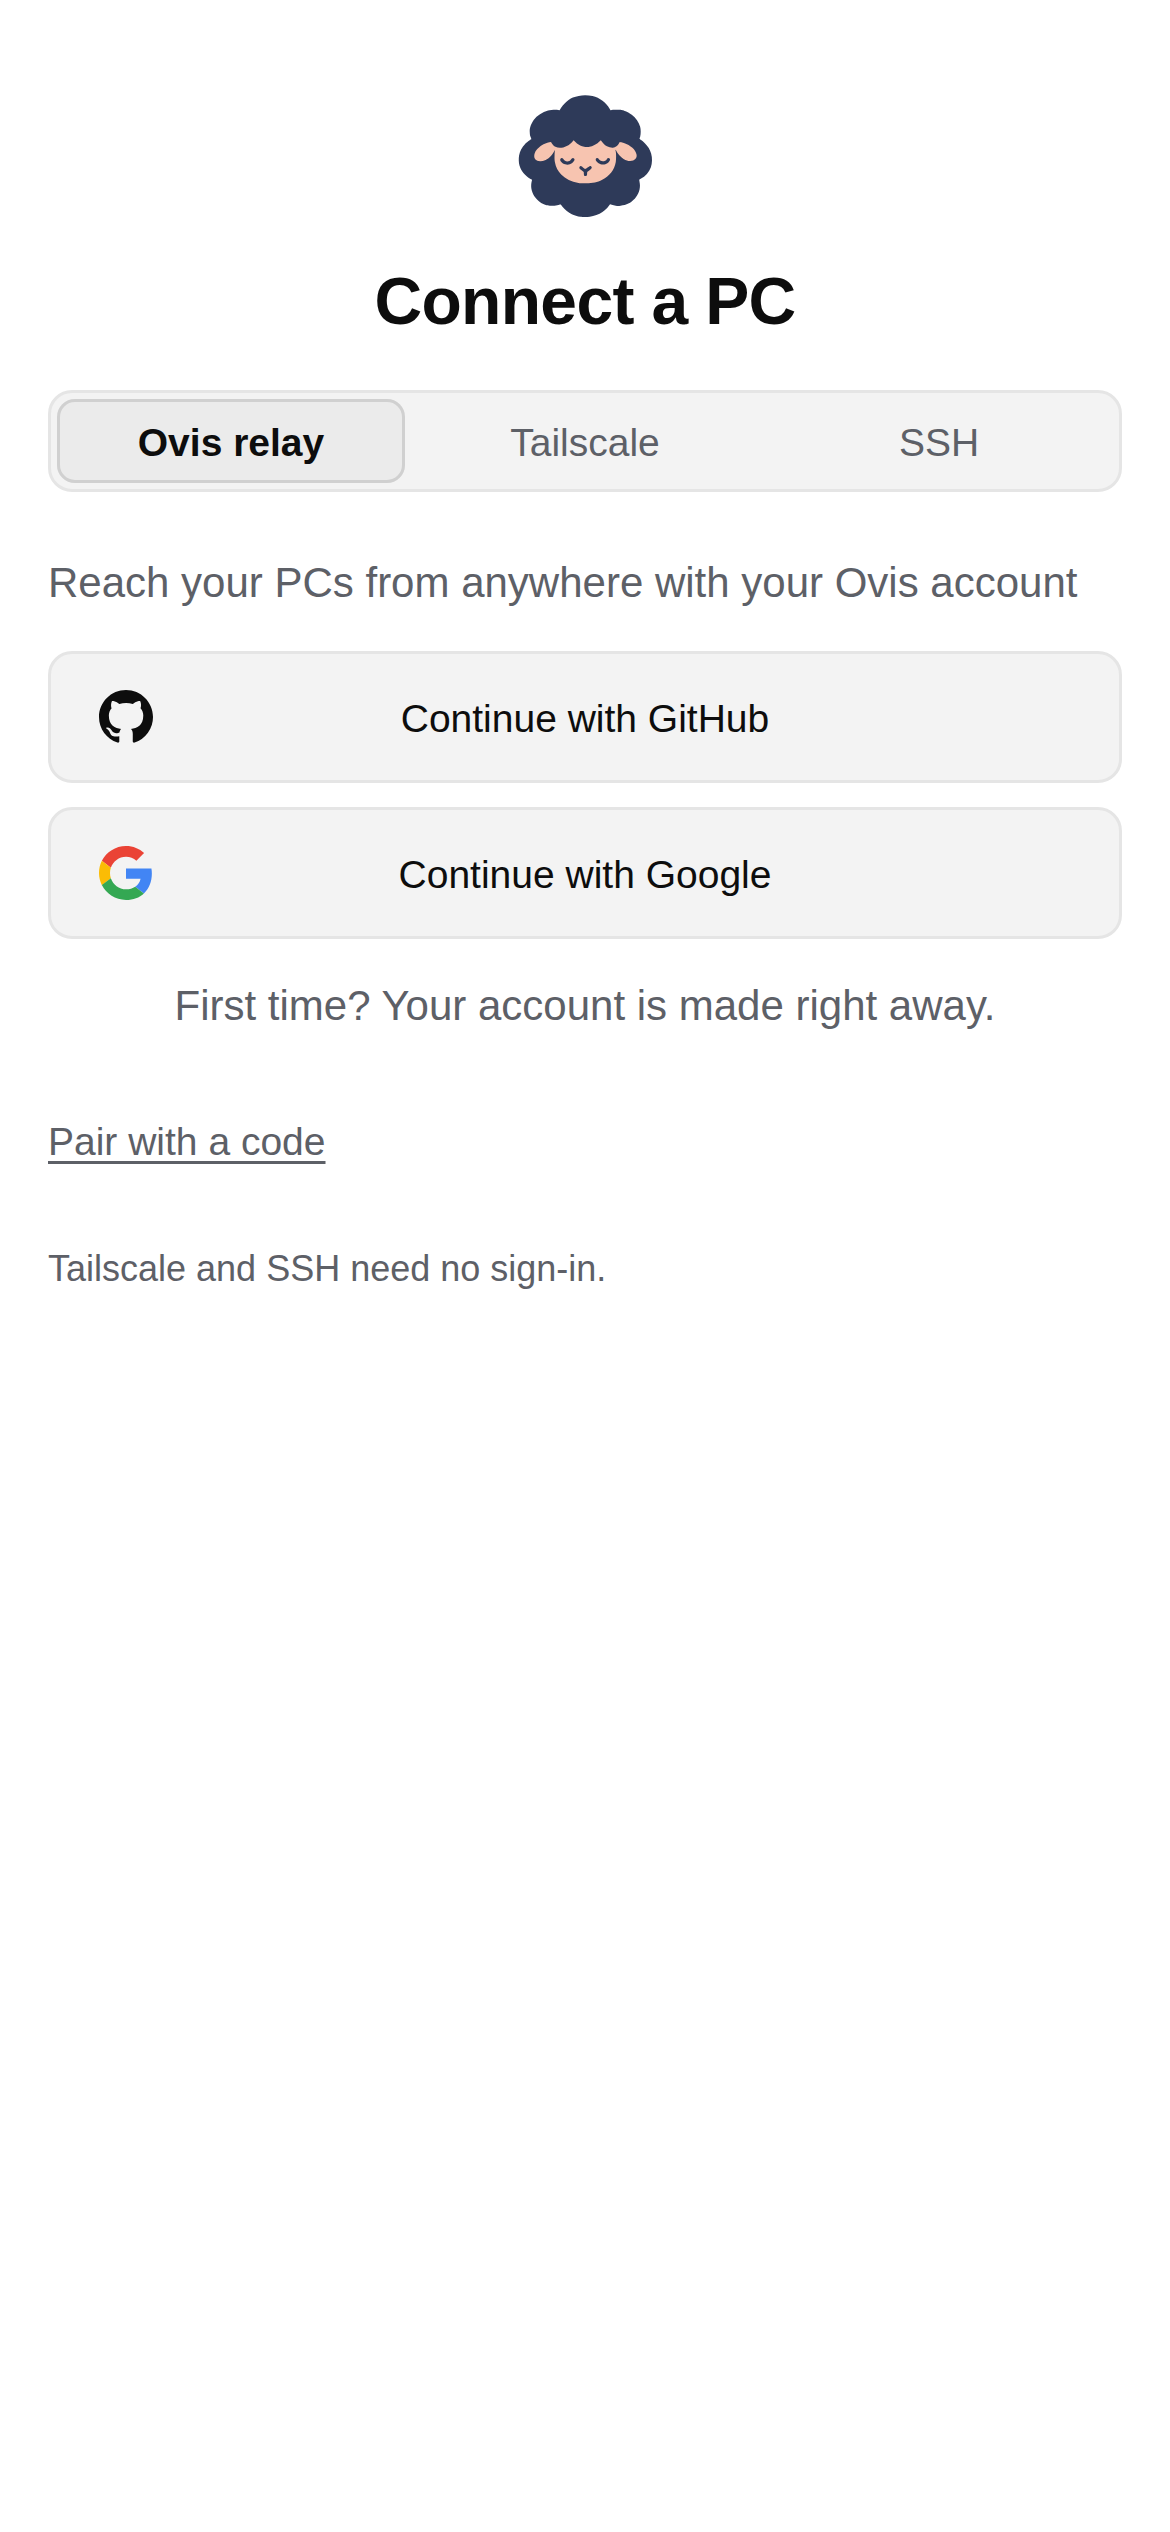 Connect a PC
Ovis relay
Tailscale
SSH
Reach your PCs from anywhere with your Ovis account
Continue with GitHub
Continue with Google
First time? Your account is made right away.
Pair with a code
Tailscale and SSH need no sign-in.